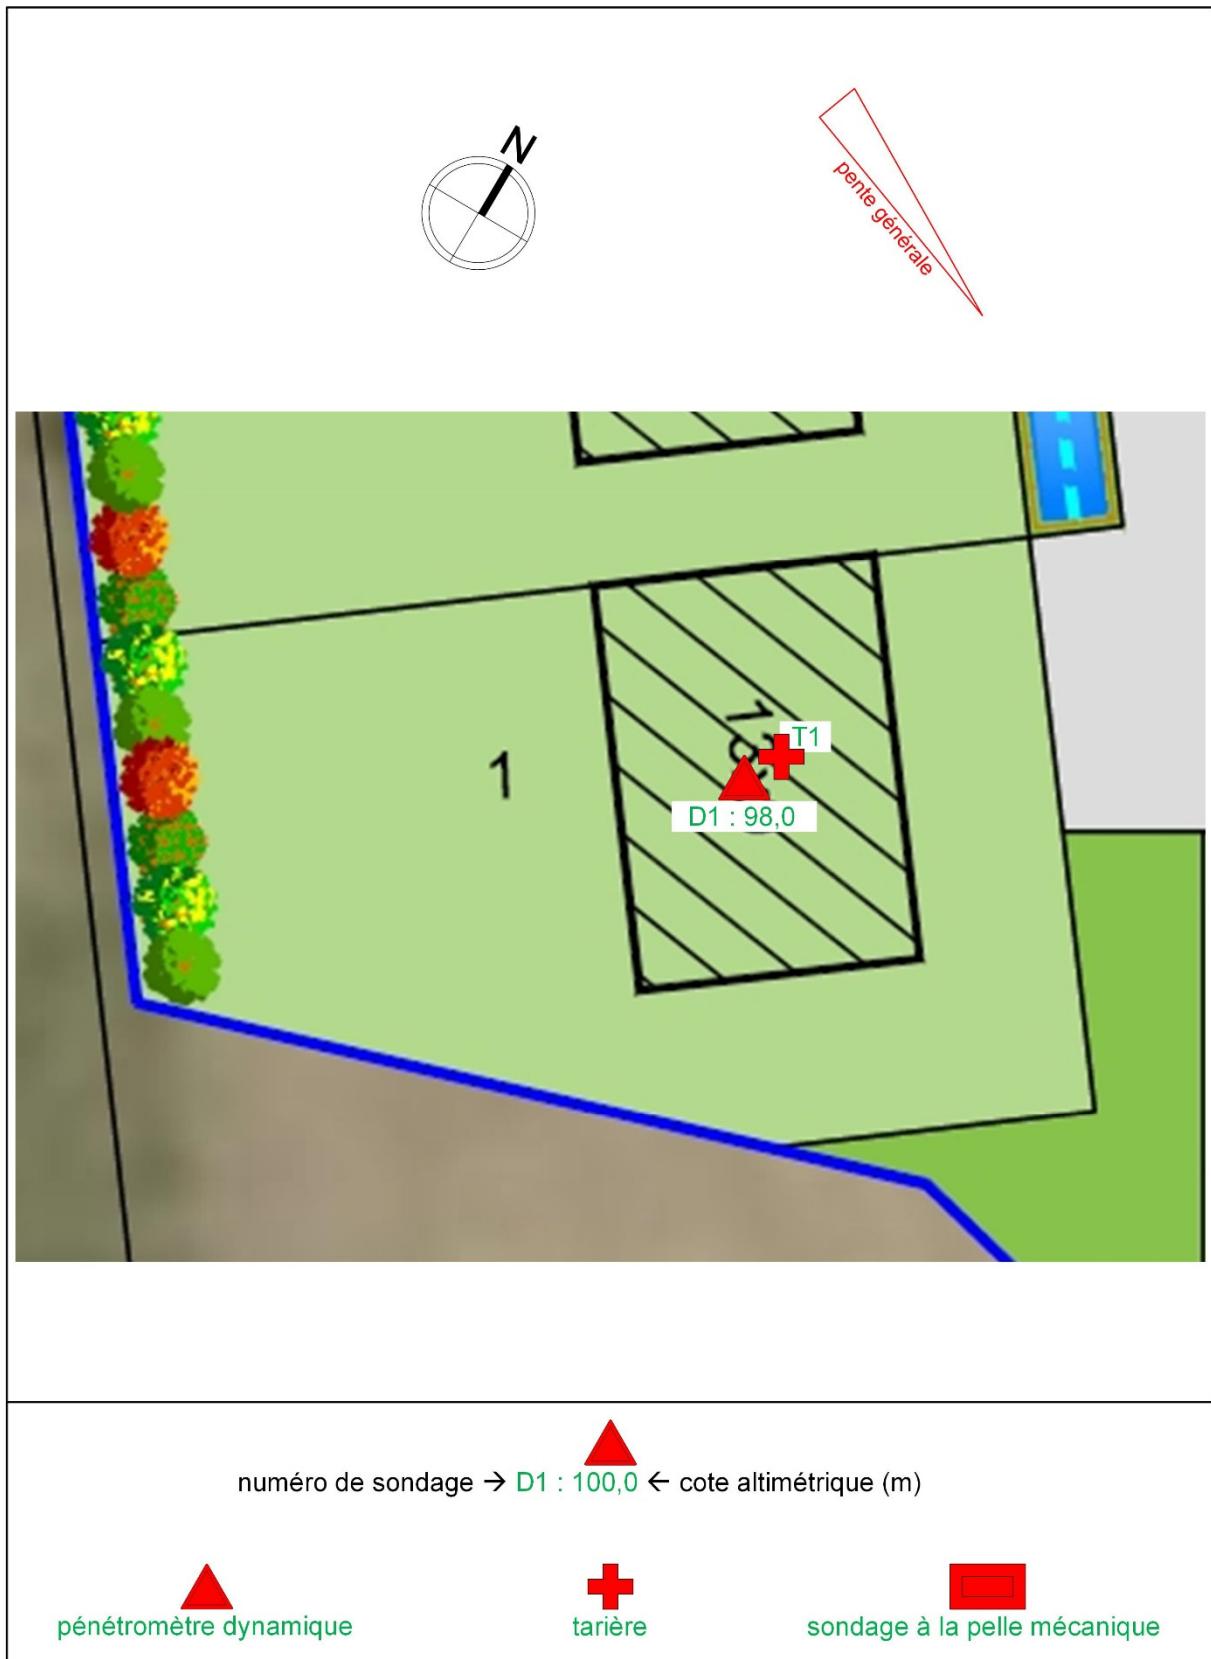 N
pente générale
1
T1
D1 : 98,0
numéro de sondage → D1 : 100,0 ← cote altimétrique (m)
pénétromètre dynamique
tarière
sondage à la pelle mécanique